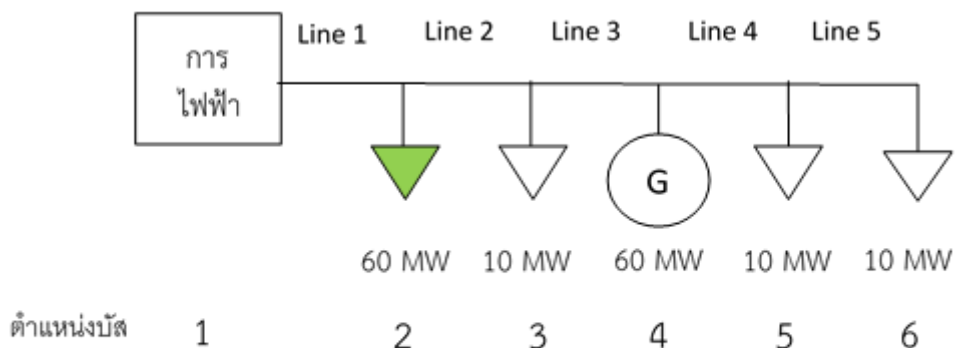 การ
ไฟฟ้า
Line 1 Line 2 Line 3 Line 4 Line 5
G
60 MW 10 MW 60 MW 10 MW 10 MW
ตำแหน่งบัส 1 2 3 4 5 6